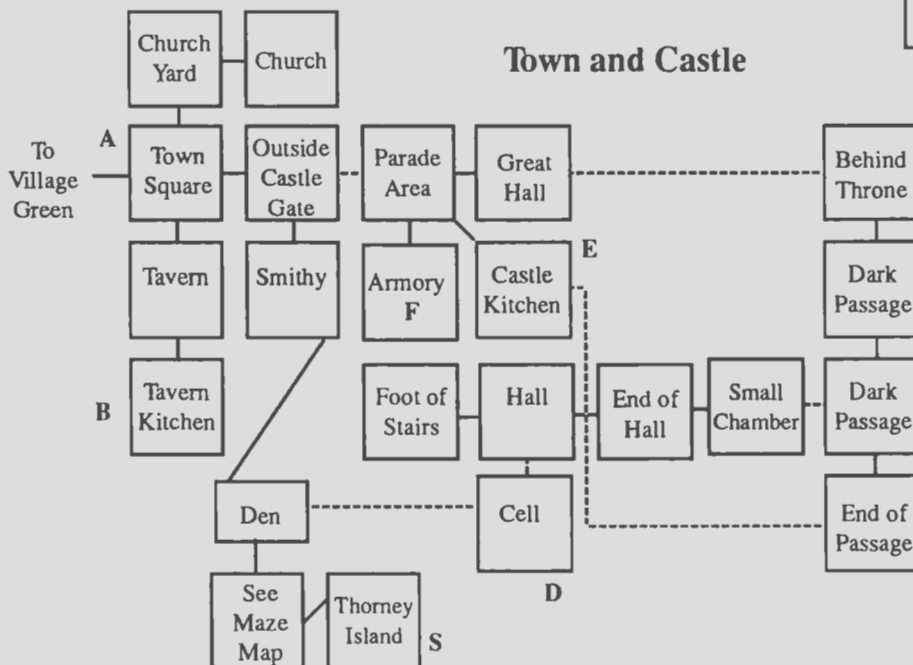 Town and Castle
Church
Yard
Church
A
To
Village
Green
Town
Square
Outside
Castle
Gate
Parade
Area
Great
Hall
Behind
Throne
Tavern
Smithy
Armory
F
Castle
Kitchen
E
Dark
Passage
B
Tavern
Kitchen
Foot of
Stairs
Hall
End of
Hall
Small
Chamber
Dark
Passage
Den
Cell
D
End of
Passage
See
Maze
Map
Thorney
Island
S